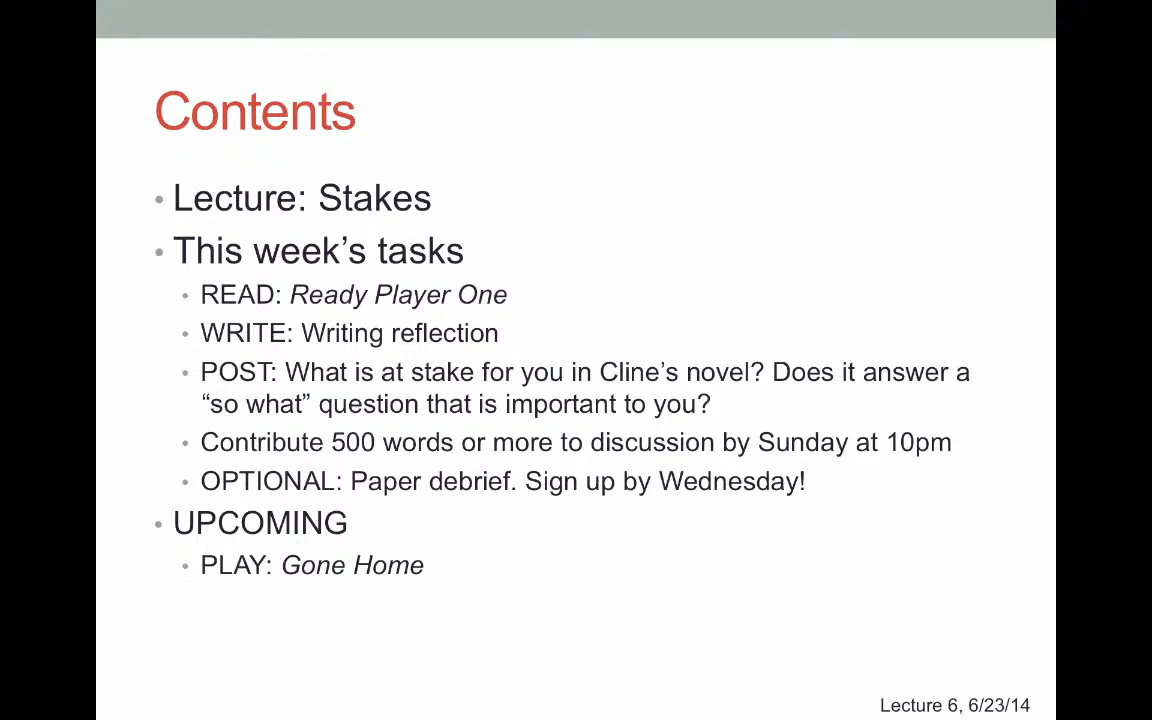 Contents
• Lecture: Stakes
• This week’s tasks
• READ: Ready Player One
• WRITE: Writing reflection
• POST: What is at stake for you in Cline’s novel? Does it answer a
“so what” question that is important to you?
• Contribute 500 words or more to discussion by Sunday at 10pm
• OPTIONAL: Paper debrief. Sign up by Wednesday!
• UPCOMING
• PLAY: Gone Home
Lecture 6, 6/23/14